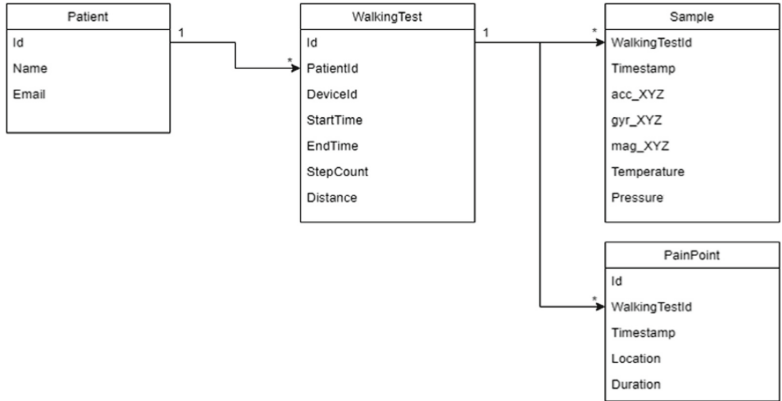 Patient
Id
Name
Email
1
*
WalkingTest
Id
PatientId
DeviceId
StartTime
EndTime
StepCount
Distance
1
*
Sample
WalkingTestId
Timestamp
acc_XYZ
gyr_XYZ
mag_XYZ
Temperature
Pressure
*
PainPoint
Id
WalkingTestId
Timestamp
Location
Duration